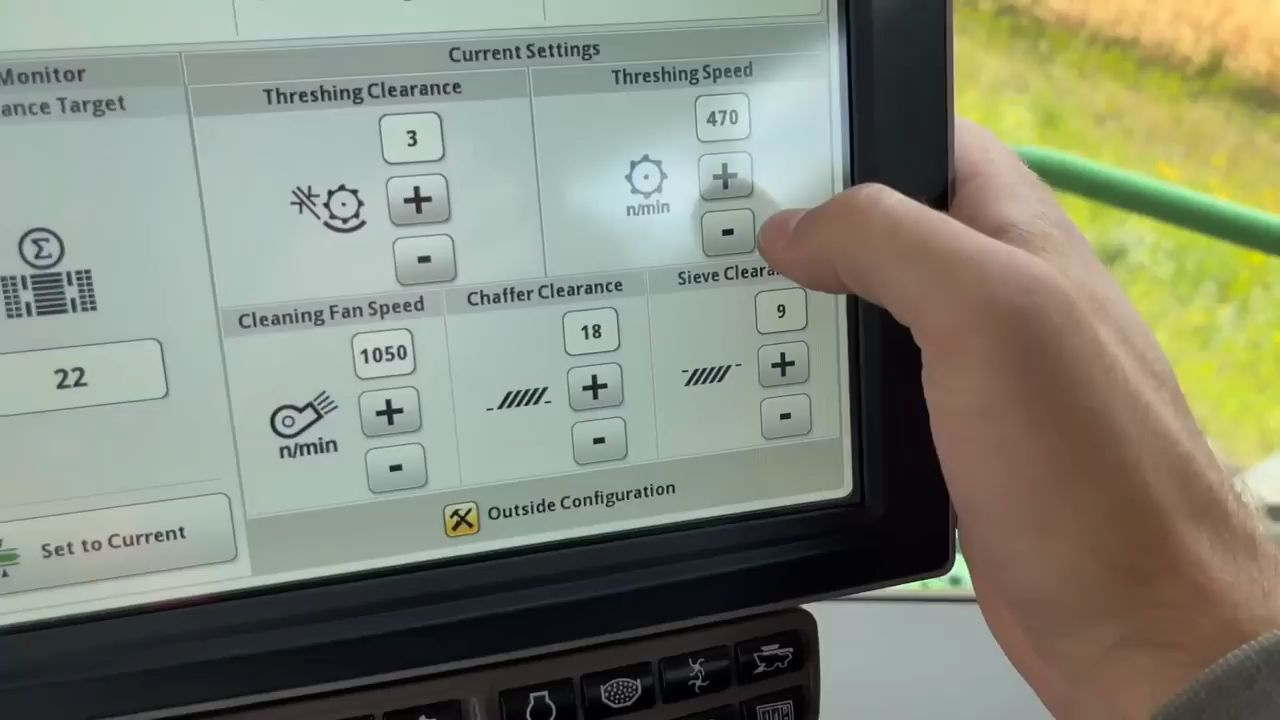 Current Settings
Monitor
ance Target
22
Set to Current
Threshing Clearance
3
+
-
Threshing Speed
470
n/min
+
-
Cleaning Fan Speed
1050
n/min
+
-
Chaffer Clearance
18
+
-
Sieve Cleara
9
+
-
Outside Configuration